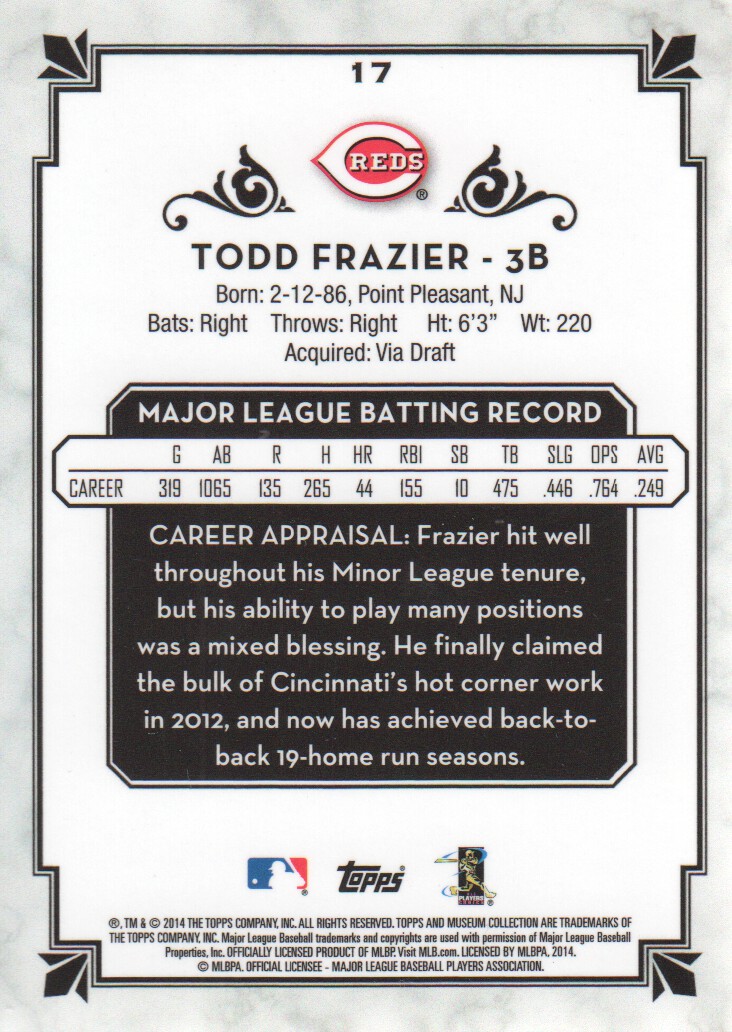 17
REDS ®
TODD FRAZIER - 3B
Born: 2-12-86, Point Pleasant, NJ
Bats: Right Throws: Right Ht: 6'3" Wt: 220
Acquired: Via Draft
MAJOR LEAGUE BATTING RECORD
G AB R H HR RBI SB TB SLG OPS AVG
CAREER 319 1065 135 265 44 155 10 475 .446 .764 .249
CAREER APPRAISAL: Frazier hit well
throughout his Minor League tenure,
but his ability to play many positions
was a mixed blessing. He finally claimed
the bulk of Cincinnati's hot corner work
in 2012, and now has achieved back-to-
back 19-home run seasons.
® Topps® PLAYERS CHOICE ®
®, TM & © 2014 THE TOPPS COMPANY, INC. ALL RIGHTS RESERVED. TOPPS AND MUSEUM COLLECTION ARE TRADEMARKS OF
THE TOPPS COMPANY, INC. Major League Baseball trademarks and copyrights are used with permission of Major League Baseball
Properties, Inc. OFFICIALLY LICENSED PRODUCT OF MLBP. Visit MLB.com. LICENSED BY MLBPA, 2014.
© MLBPA. OFFICIAL LICENSEE - MAJOR LEAGUE BASEBALL PLAYERS ASSOCIATION.